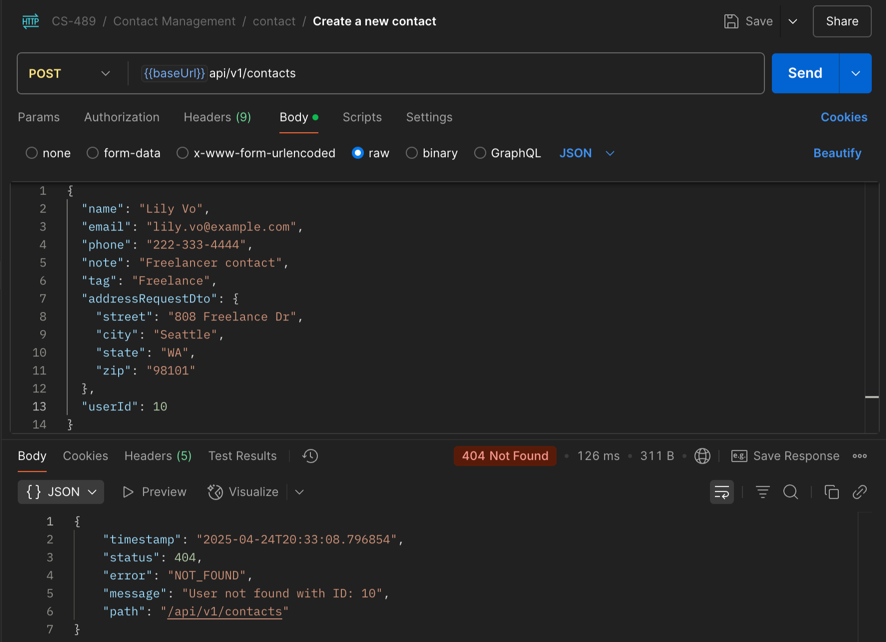 HTTP CS-489 / Contact Management / contact / Create a new contact Save Share
POST {{baseUrl}} api/v1/contacts Send
Params Authorization Headers (9) Body Scripts Settings Cookies
none form-data x-www-form-urlencoded raw binary GraphQL JSON Beautify
1 {
2 "name": "Lily Vo",
3 "email": "lily.vo@example.com",
4 "phone": "222-333-4444",
5 "note": "Freelancer contact",
6 "tag": "Freelance",
7 "addressRequestDto": {
8 "street": "808 Freelance Dr",
9 "city": "Seattle",
10 "state": "WA",
11 "zip": "98101"
12 },
13 "userId": 10
14 }
Body Cookies Headers (5) Test Results 404 Not Found 126 ms 311 B e.g. Save Response
{} JSON Preview Visualize
1 {
2 "timestamp": "2025-04-24T20:33:08.796854",
3 "status": 404,
4 "error": "NOT_FOUND",
5 "message": "User not found with ID: 10",
6 "path": "/api/v1/contacts"
7 }